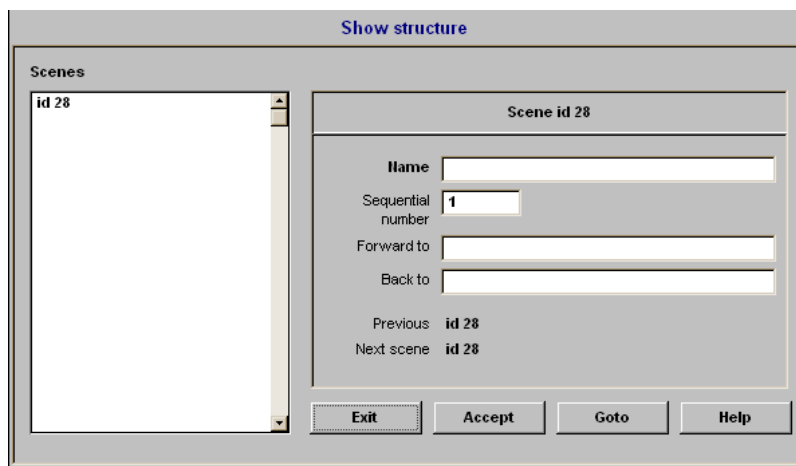 Show structure
Scenes
id 28
Scene id 28
Name
Sequential
number
1
Forward to
Back to
Previous id 28
Next scene id 28
Exit Accept Goto Help